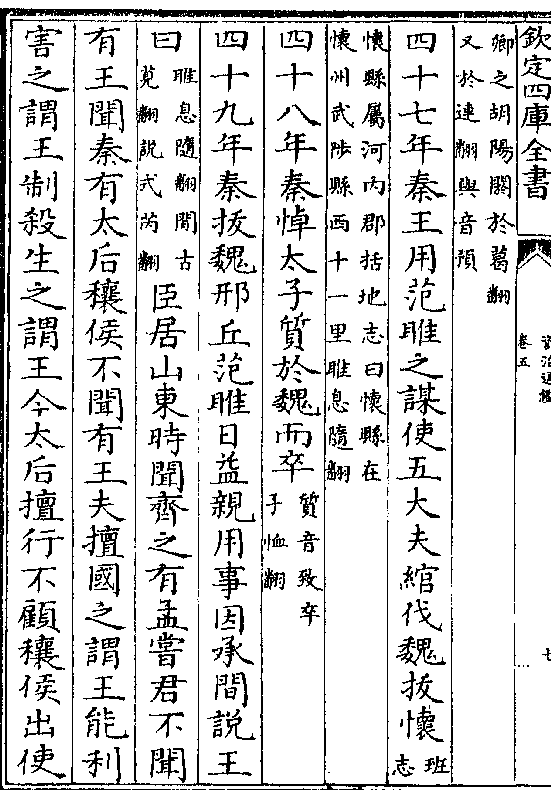 欽定四庫全書
資治通鑑
卷五
七
卿之胡陽閼於葛翻
又於連翻與音預
四十七年秦王用范睢之謀使五大夫綰伐魏拔懷班志
懷縣屬河內郡括地志曰懷縣在
懷州武陟縣西十一里睢息隨翻
四十八年秦悼太子質於魏而卒質音致卒子恤翻
四十九年秦拔魏邢丘范睢日益親用事因承間說王
曰睢息隨翻間古莧翻說式芮翻臣居山東時聞齊之有孟嘗君不聞
有王聞秦有太后穰侯不聞有王夫擅國之謂王能利
害之謂王制殺生之謂王今太后擅行不顧穰侯出使